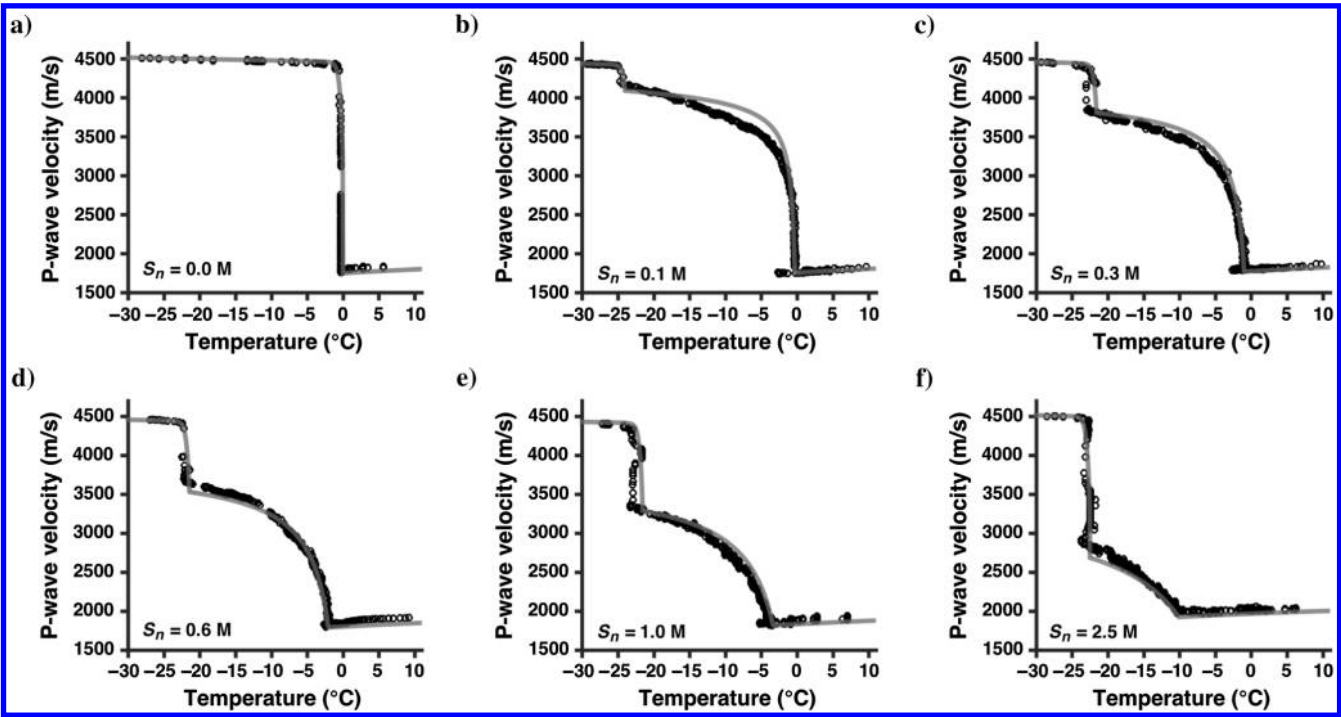 a)
P-wave velocity (m/s)
4500
4000
3500
3000
2500
2000
1500
Sn = 0.0 M
−30 −25 −20 −15 −10 −5 0 5 10
Temperature (°C)
b)
P-wave velocity (m/s)
4500
4000
3500
3000
2500
2000
1500
Sn = 0.1 M
−30 −25 −20 −15 −10 −5 0 5 10
Temperature (°C)
c)
P-wave velocity (m/s)
4500
4000
3500
3000
2500
2000
1500
Sn = 0.3 M
−30 −25 −20 −15 −10 −5 0 5 10
Temperature (°C)
d)
P-wave velocity (m/s)
4500
4000
3500
3000
2500
2000
1500
Sn = 0.6 M
−30 −25 −20 −15 −10 −5 0 5 10
Temperature (°C)
e)
P-wave velocity (m/s)
4500
4000
3500
3000
2500
2000
1500
Sn = 1.0 M
−30 −25 −20 −15 −10 −5 0 5 10
Temperature (°C)
f)
P-wave velocity (m/s)
4500
4000
3500
3000
2500
2000
1500
Sn = 2.5 M
−30 −25 −20 −15 −10 −5 0 5 10
Temperature (°C)